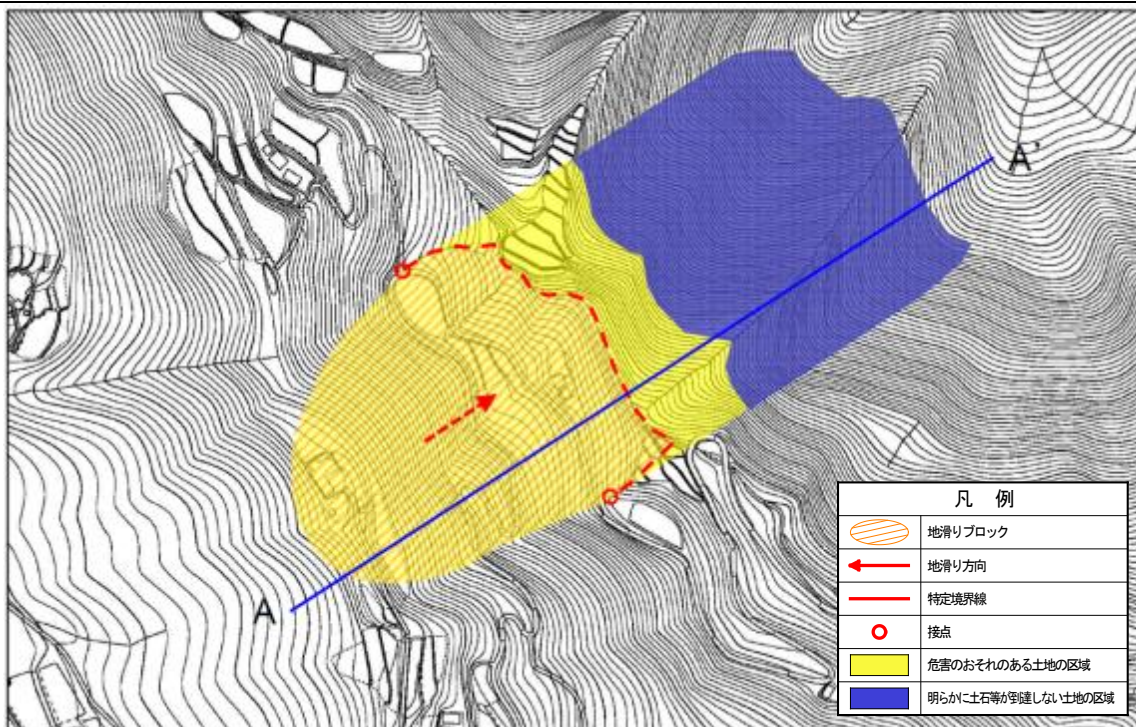 A'
A
凡 例
地滑りブロック
地滑り方向
特定境界線
接点
危害のおそれのある土地の区域
明らかに土石等が到達しない土地の区域